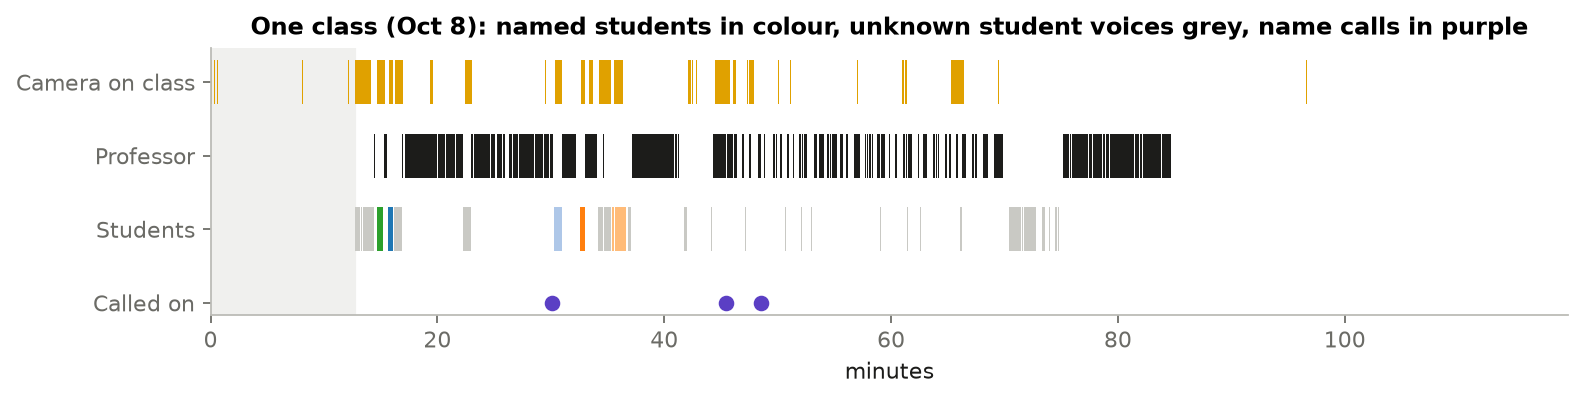 One class (Oct 8): named students in colour, unknown student voices grey, name calls in purple
Camera on class
Professor
Students
Called on
0 20 40 60 80 100
minutes